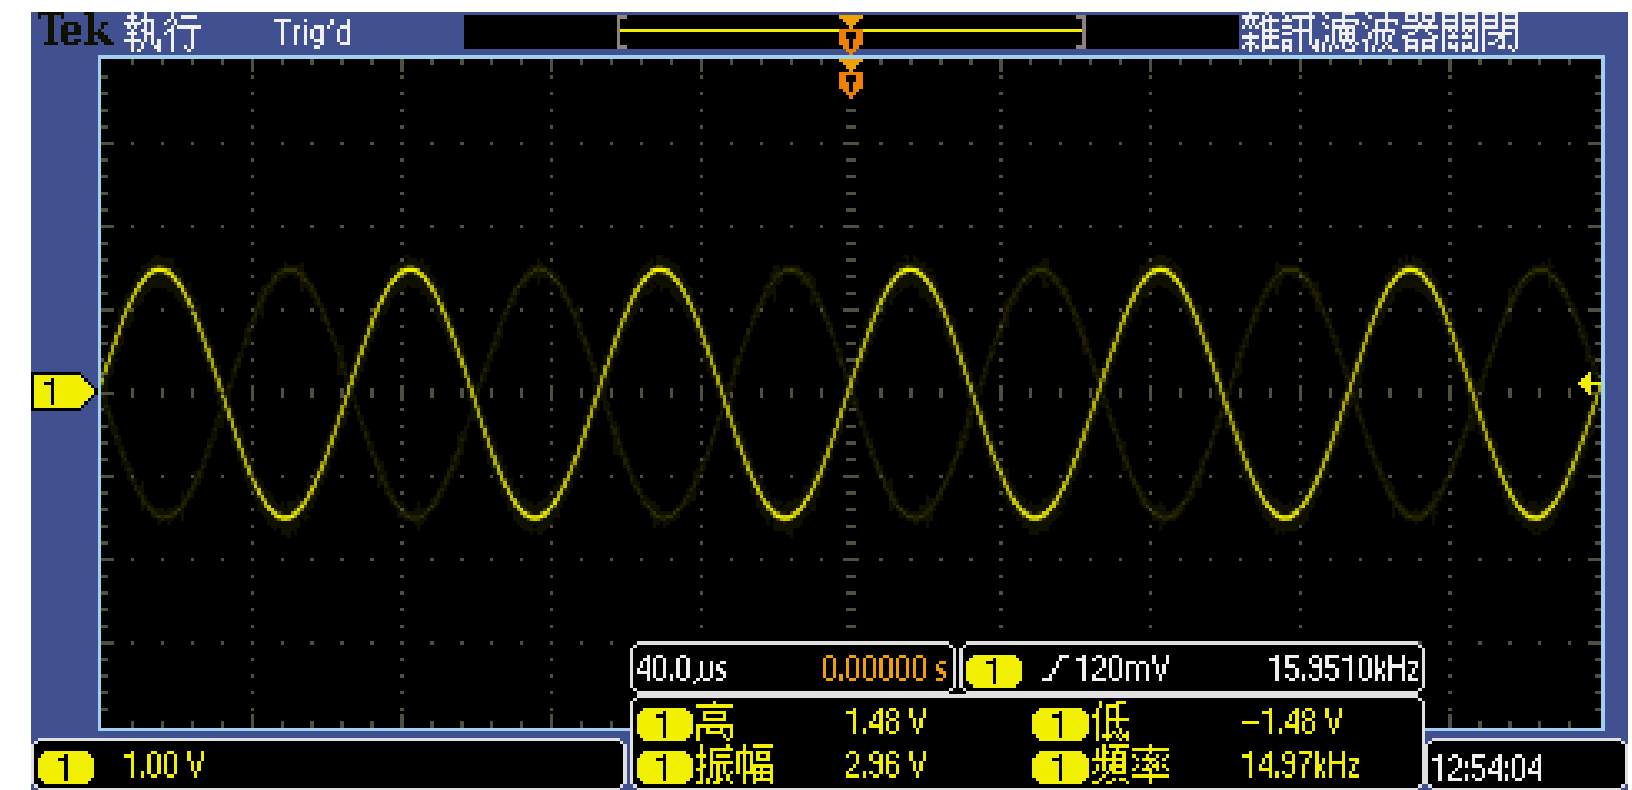 Tek 執行 Trig'd 雜訊濾波器關閉
T
T
1
40.0µs 0.00000 s 1 120mV 15.9510kHz
1 高 1.48 V 1 低 −1.48 V
1 1.00 V 1 振幅 2.96 V 1 頻率 14.97kHz 12:54:04